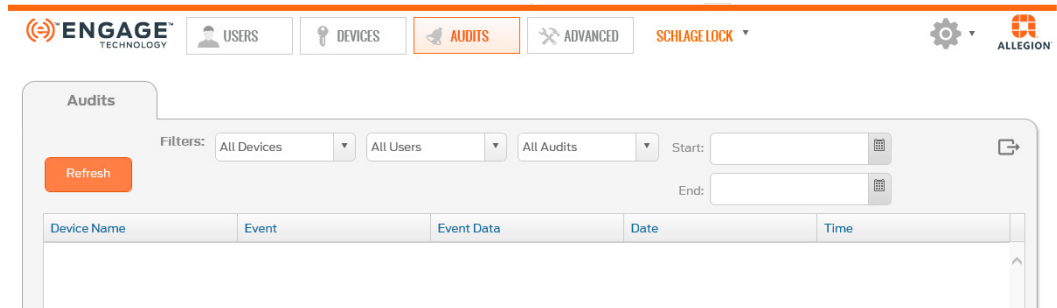 ENGAGE™
TECHNOLOGY
USERS
DEVICES
AUDITS
ADVANCED
SCHLAGE LOCK
ALLEGION
Audits
Filters:
All Devices
All Users
All Audits
Start:
Refresh
End:
Device Name Event Event Data Date Time